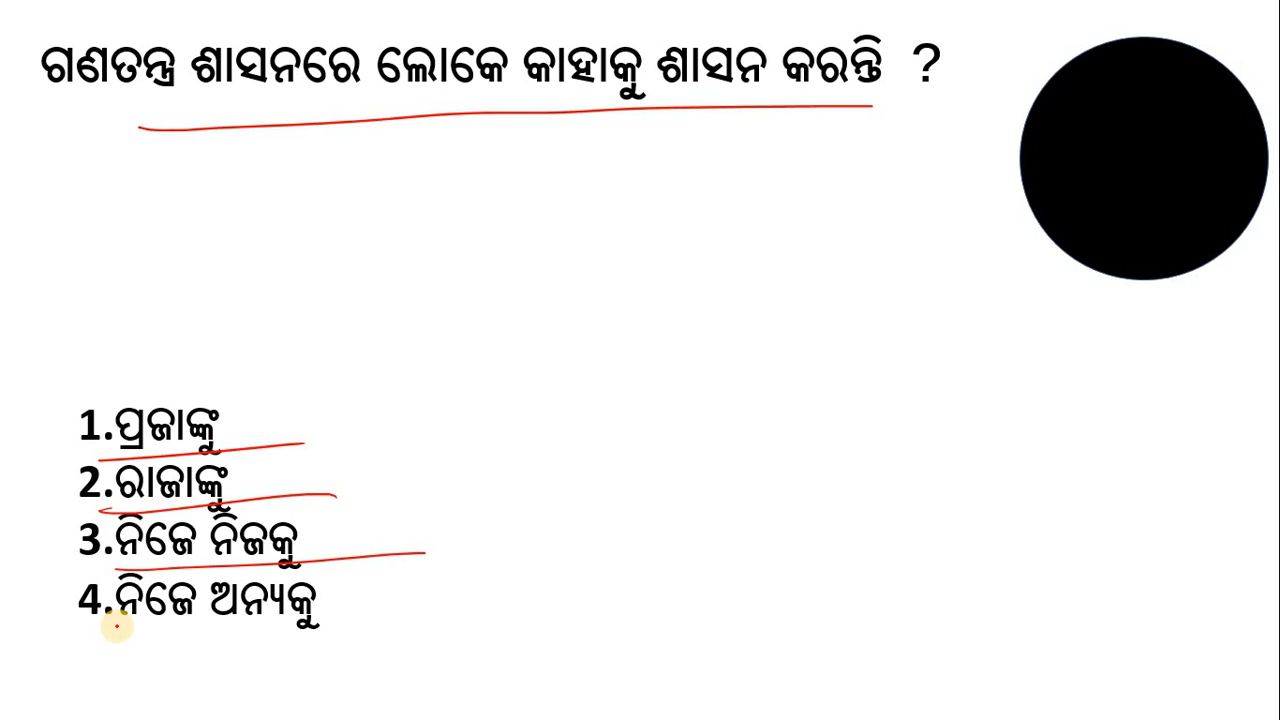 ଗଣତନ୍ତ୍ର ଶାସନରେ ଲୋକେ କାହାକୁ ଶାସନ କରନ୍ତି ?
1.ପ୍ରଜାଙ୍କୁ
2.ରାଜାଙ୍କୁ
3.ନିଜେ ନିଜକୁ
4.ନିଜେ ଅନ୍ୟକୁ